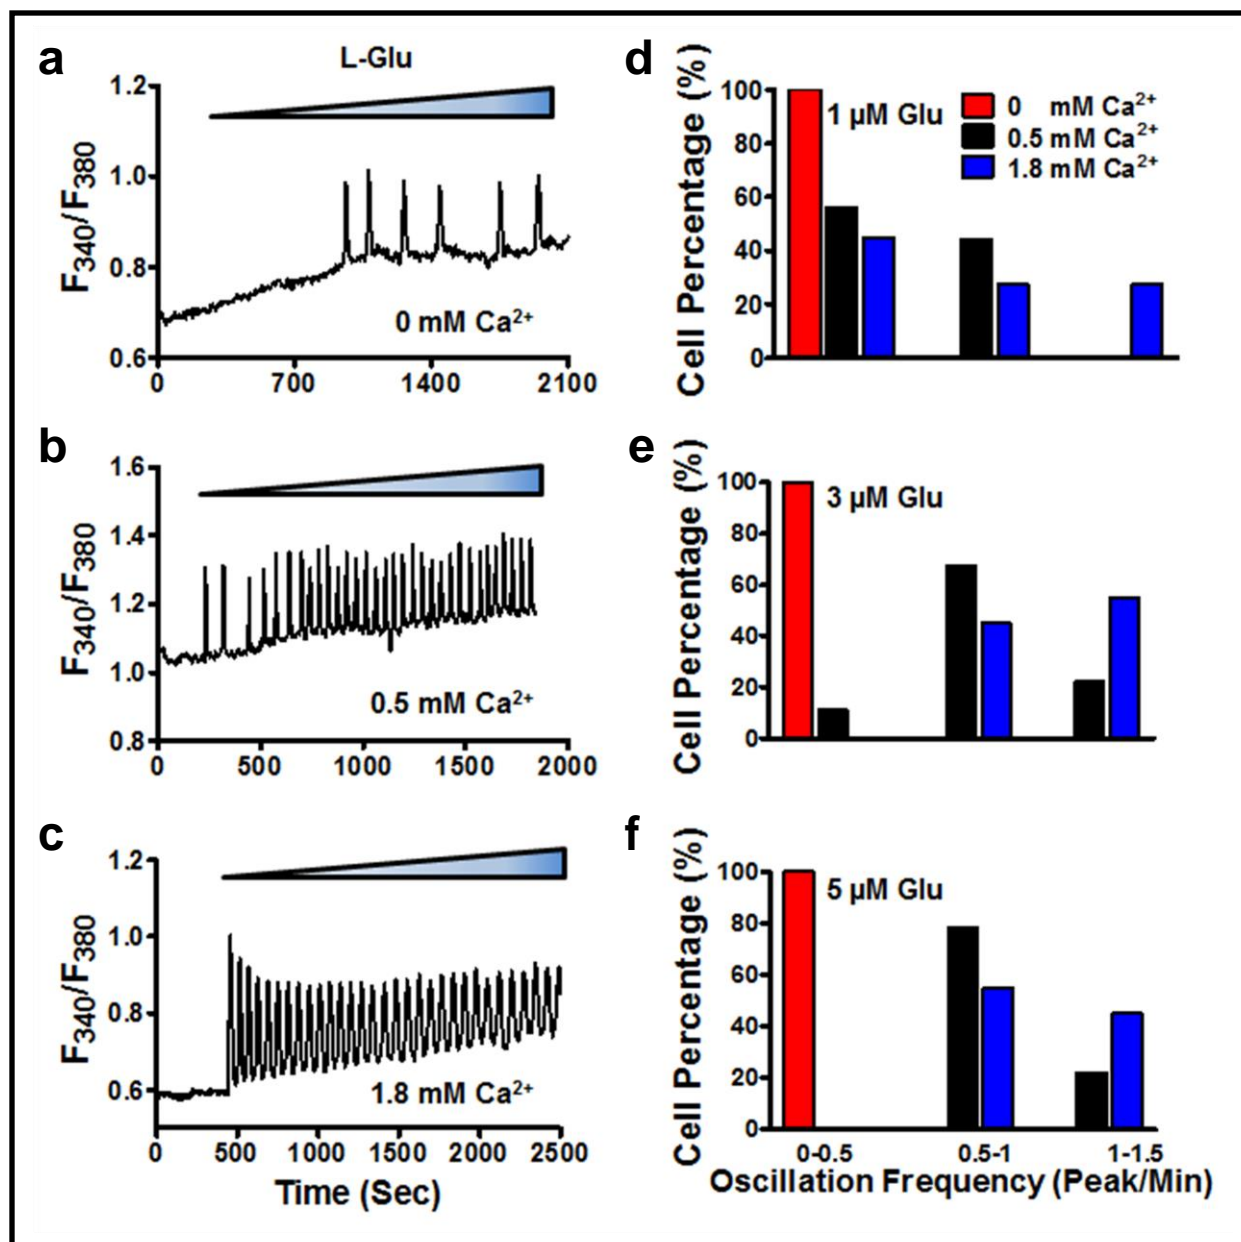 a
L-Glu
1.2
1.0
0.8
0.6
F340/F380
0 mM Ca2+
0 700 1400 2100
b
1.6
1.4
1.2
1.0
0.8
F340/F380
0.5 mM Ca2+
0 500 1000 1500 2000
c
1.2
1.0
0.8
0.6
F340/F380
1.8 mM Ca2+
0 500 1000 1500 2000 2500
Time (Sec)
d
Cell Percentage (%)
100
80
60
40
20
0
1 µM Glu
0 mM Ca2+
0.5 mM Ca2+
1.8 mM Ca2+
e
Cell Percentage (%)
100
80
60
40
20
0
3 µM Glu
f
Cell Percentage (%)
100
80
60
40
20
0
5 µM Glu
0-0.5 0.5-1 1-1.5
Oscillation Frequency (Peak/Min)